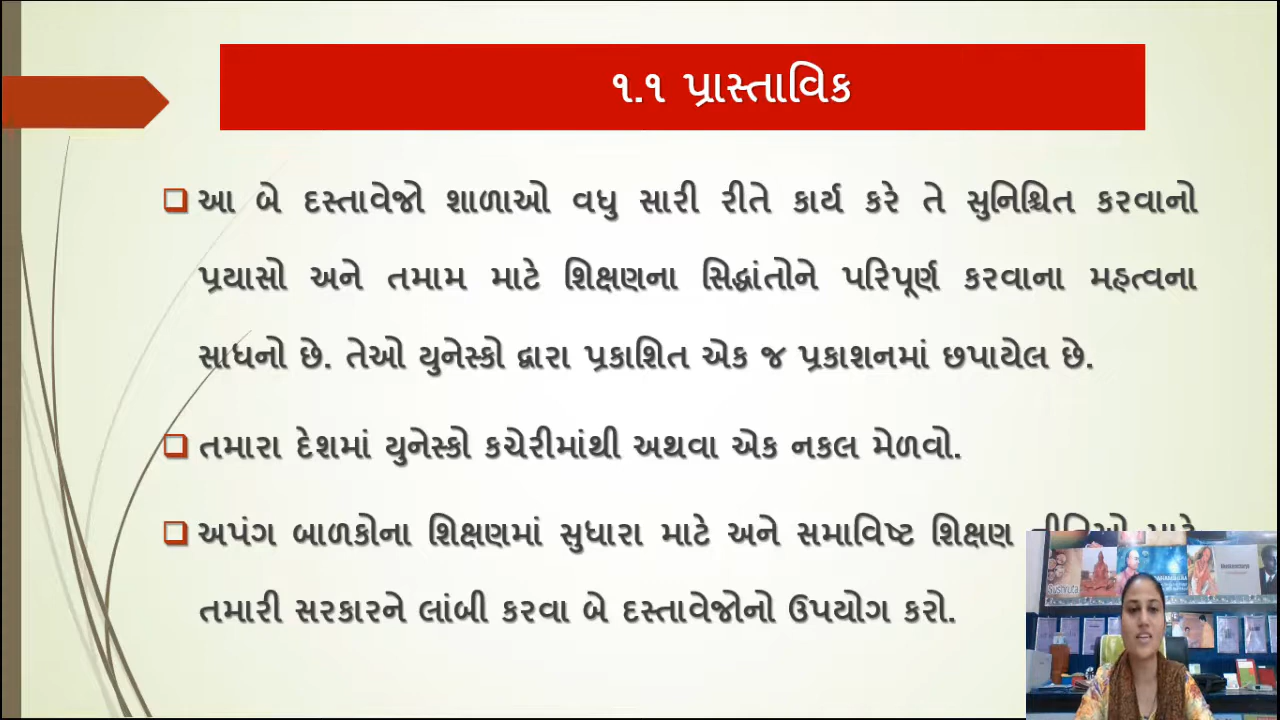 ૧.૧ પ્રાસ્તાવિક
આ બે દસ્તાવેજો શાળાઓ વધુ સારી રીતે કાર્ય કરે તે સુનિશ્ચિત કરવાનો
પ્રયાસો અને તમામ માટે શિક્ષણના સિદ્ધાંતોને પરિપૂર્ણ કરવાના મહત્વના
સાધનો છે. તેઓ યુનેસ્કો દ્વારા પ્રકાશિત એક જ પ્રકાશનમાં છપાયેલ છે.
તમારા દેશમાં યુનેસ્કો કચેરીમાંથી અથવા એક નકલ મેળવો.
અપંગ બાળકોના શિક્ષણમાં સુધારા માટે અને સમાવિષ્ટ શિક્ષણ
તમારી સરકારને લાંબી કરવા બે દસ્તાવેજોનો ઉપયોગ કરો.